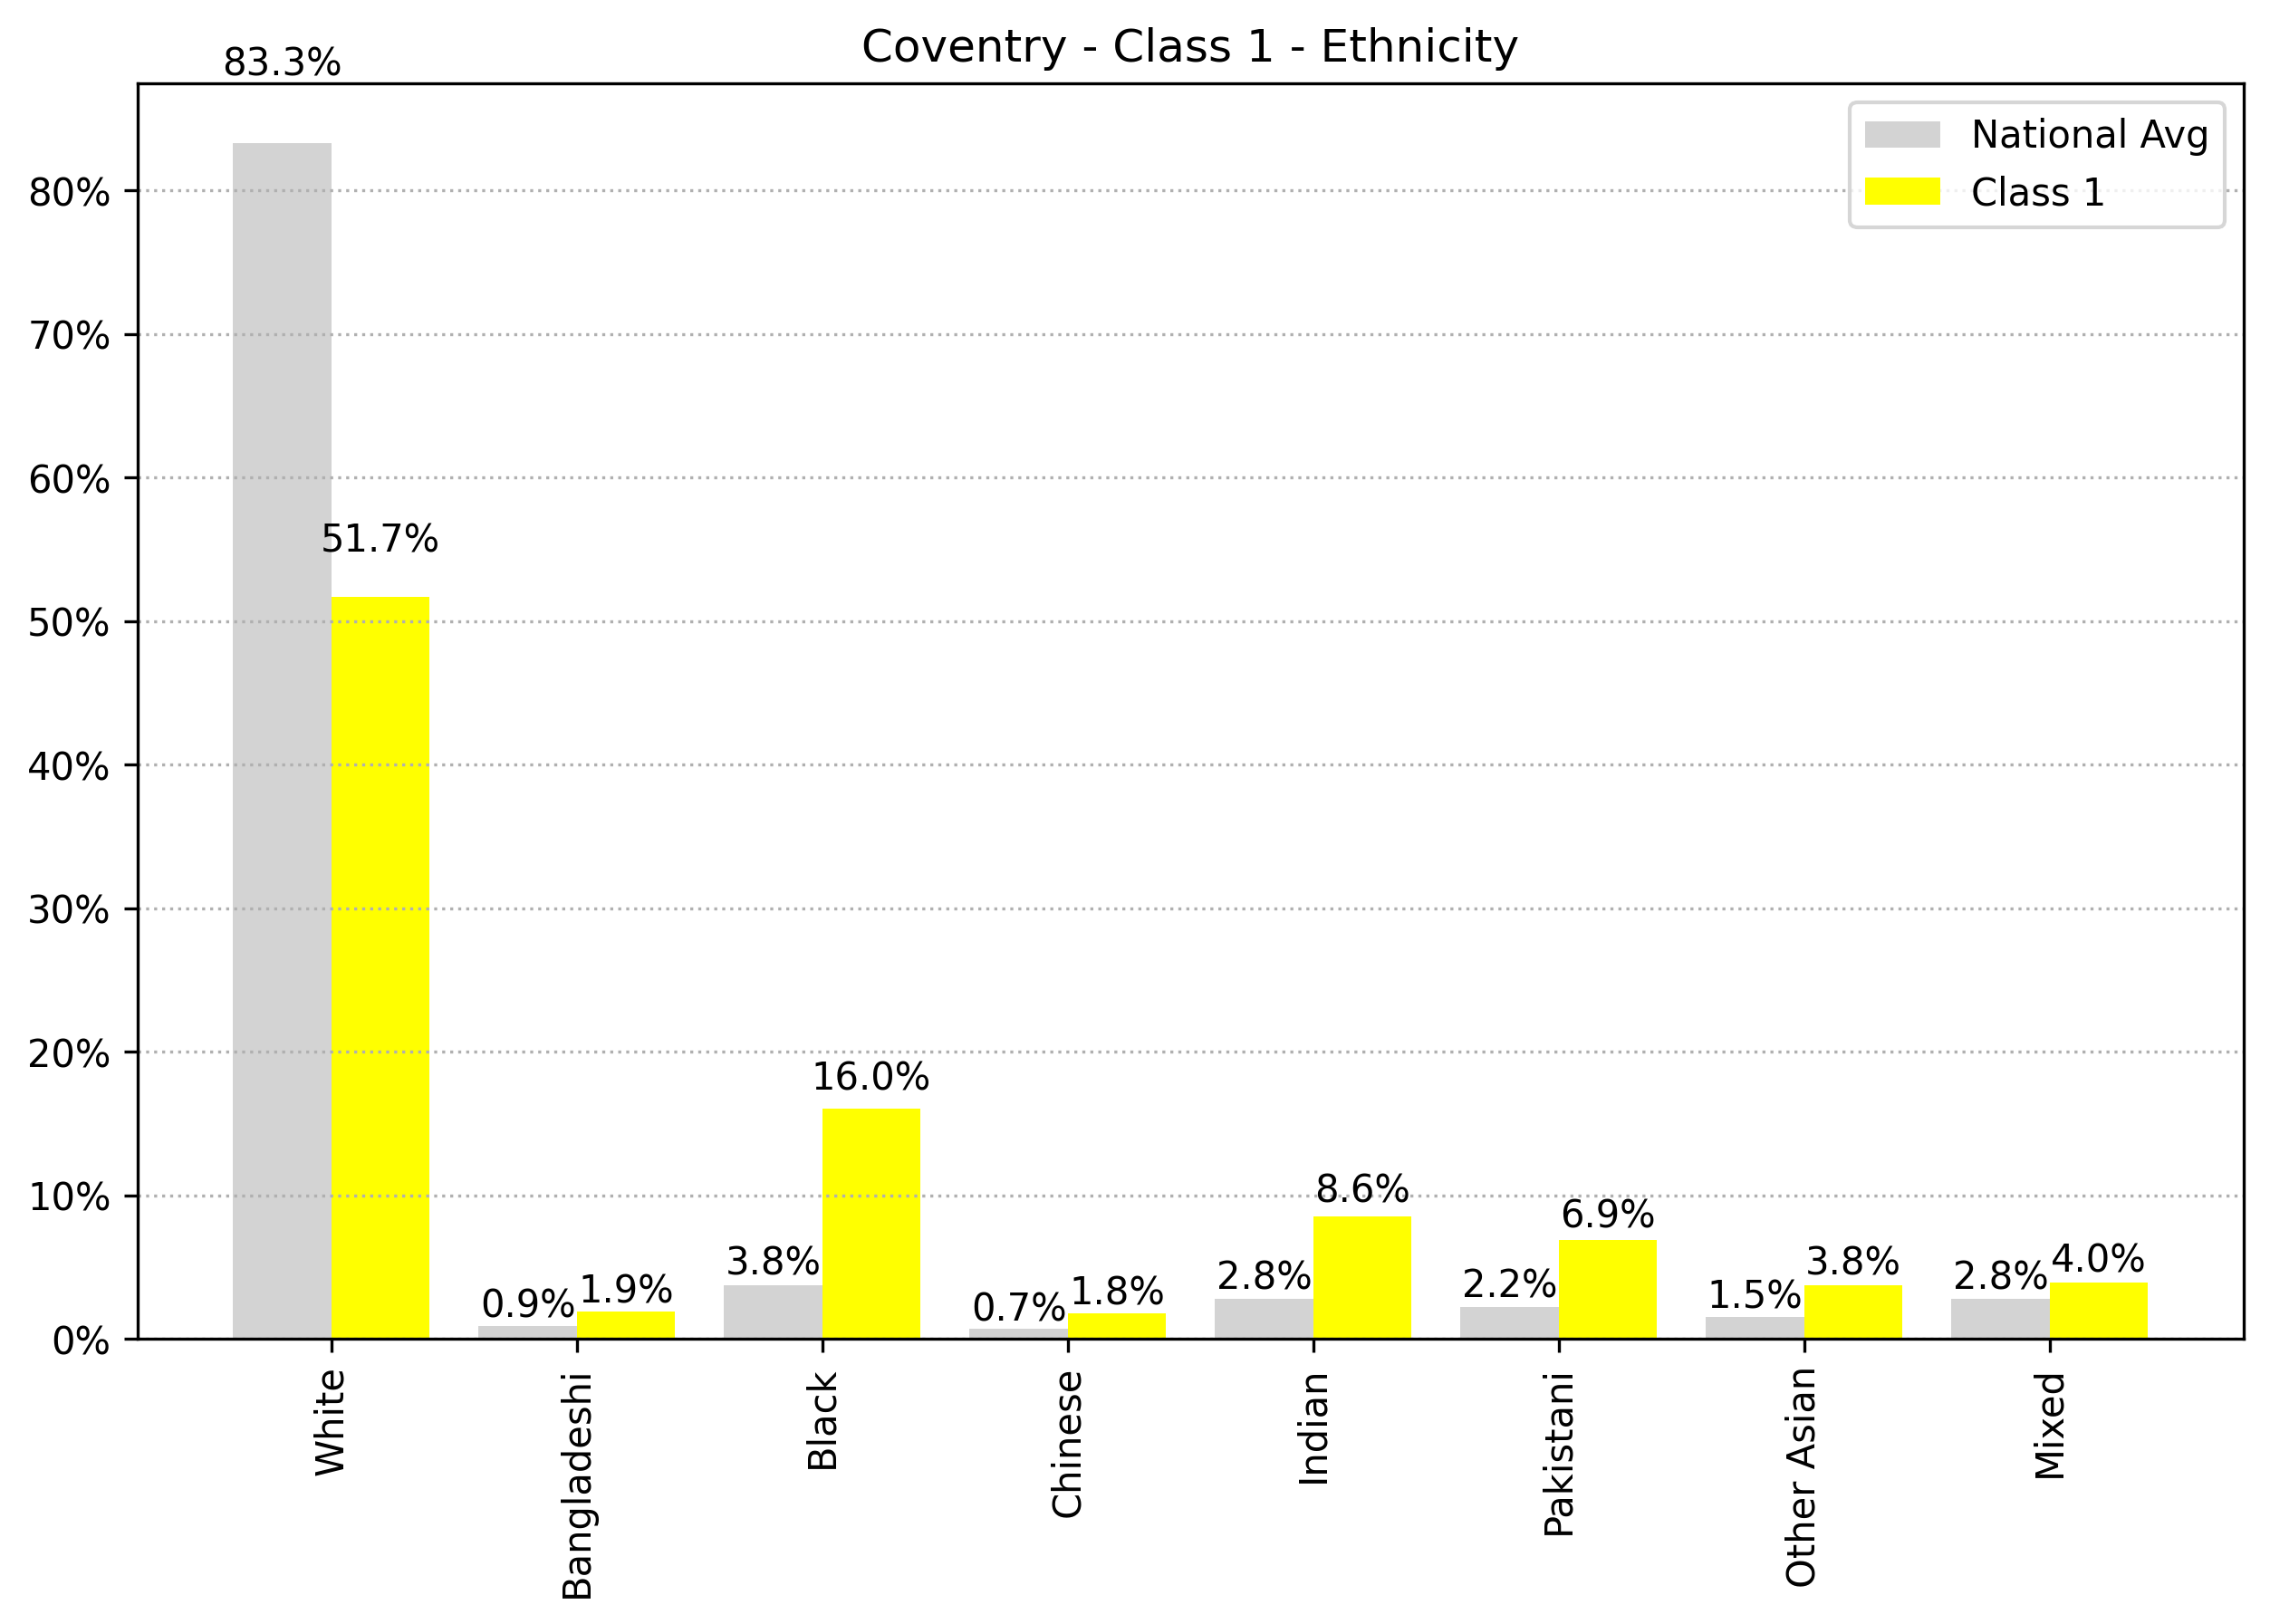 Coventry - Class 1 - Ethnicity
National Avg
Class 1
80%
70%
60%
50%
40%
30%
20%
10%
0%
83.3%
51.7%
0.9%
1.9%
3.8%
16.0%
0.7%
1.8%
2.8%
8.6%
2.2%
6.9%
1.5%
3.8%
2.8%
4.0%
White
Bangladeshi
Black
Chinese
Indian
Pakistani
Other Asian
Mixed